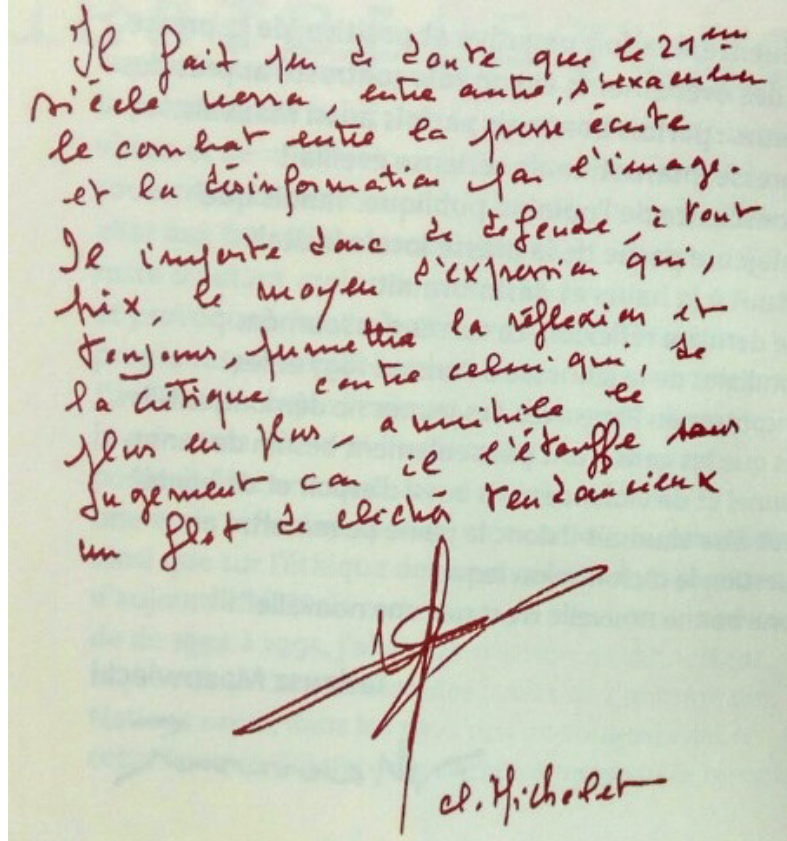 Il fait peu de doute que le 21ème
siècle verra, entre autre, s'exacerber
le combat entre la presse écrite
et la désinformation par l'image.
Il importe donc de défendre, à tout
prix le moyen d'expression qui,
toujours, permettra la réflexion et
la critique contre celui qui, de
plus en plus, annihile le
jugement car il l'étouffe sous
un flot de clichés tendancieux
cl. Michelet